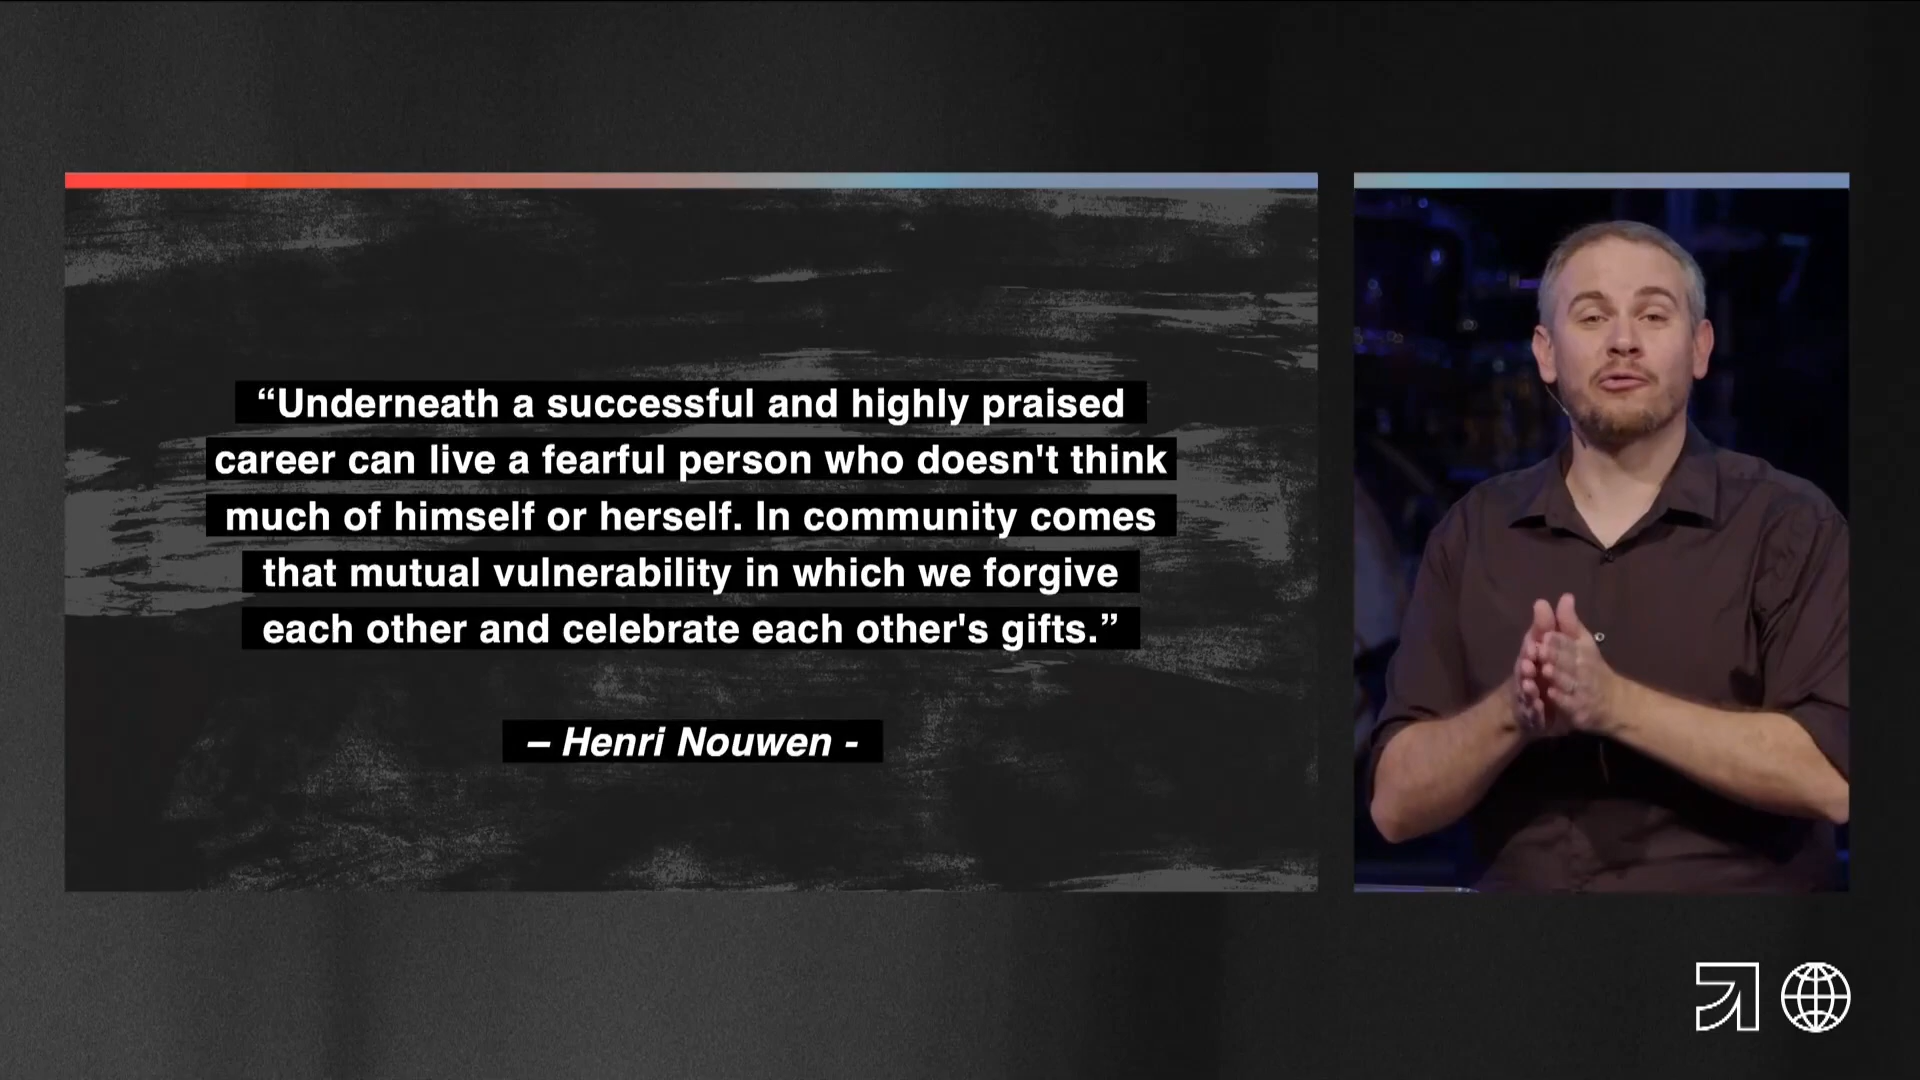 “Underneath a successful and highly praised
career can live a fearful person who doesn't think
much of himself or herself. In community comes
that mutual vulnerability in which we forgive
each other and celebrate each other's gifts.”
– Henri Nouwen -